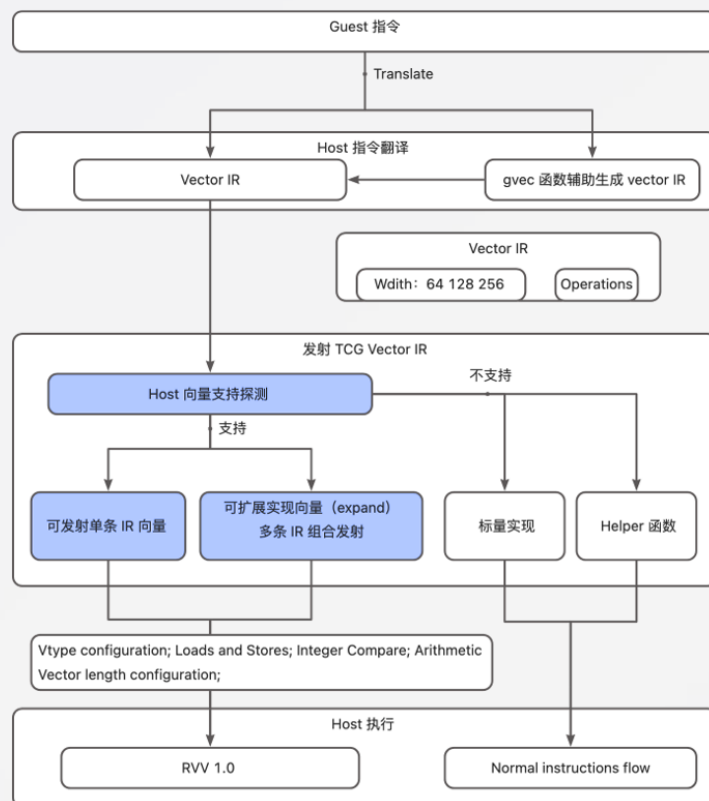 Guest 指令
Translate
Host 指令翻译
Vector IR
gvec 函数辅助生成 vector IR
Vector IR
Wdith：64 128 256
Operations
发射 TCG Vector IR
Host 向量支持探测
不支持
支持
可发射单条 IR 向量
可扩展实现向量（expand）
多条 IR 组合发射
标量实现
Helper 函数
Vtype configuration; Loads and Stores; Integer Compare; Arithmetic
Vector length configuration;
Host 执行
RVV 1.0
Normal instructions flow